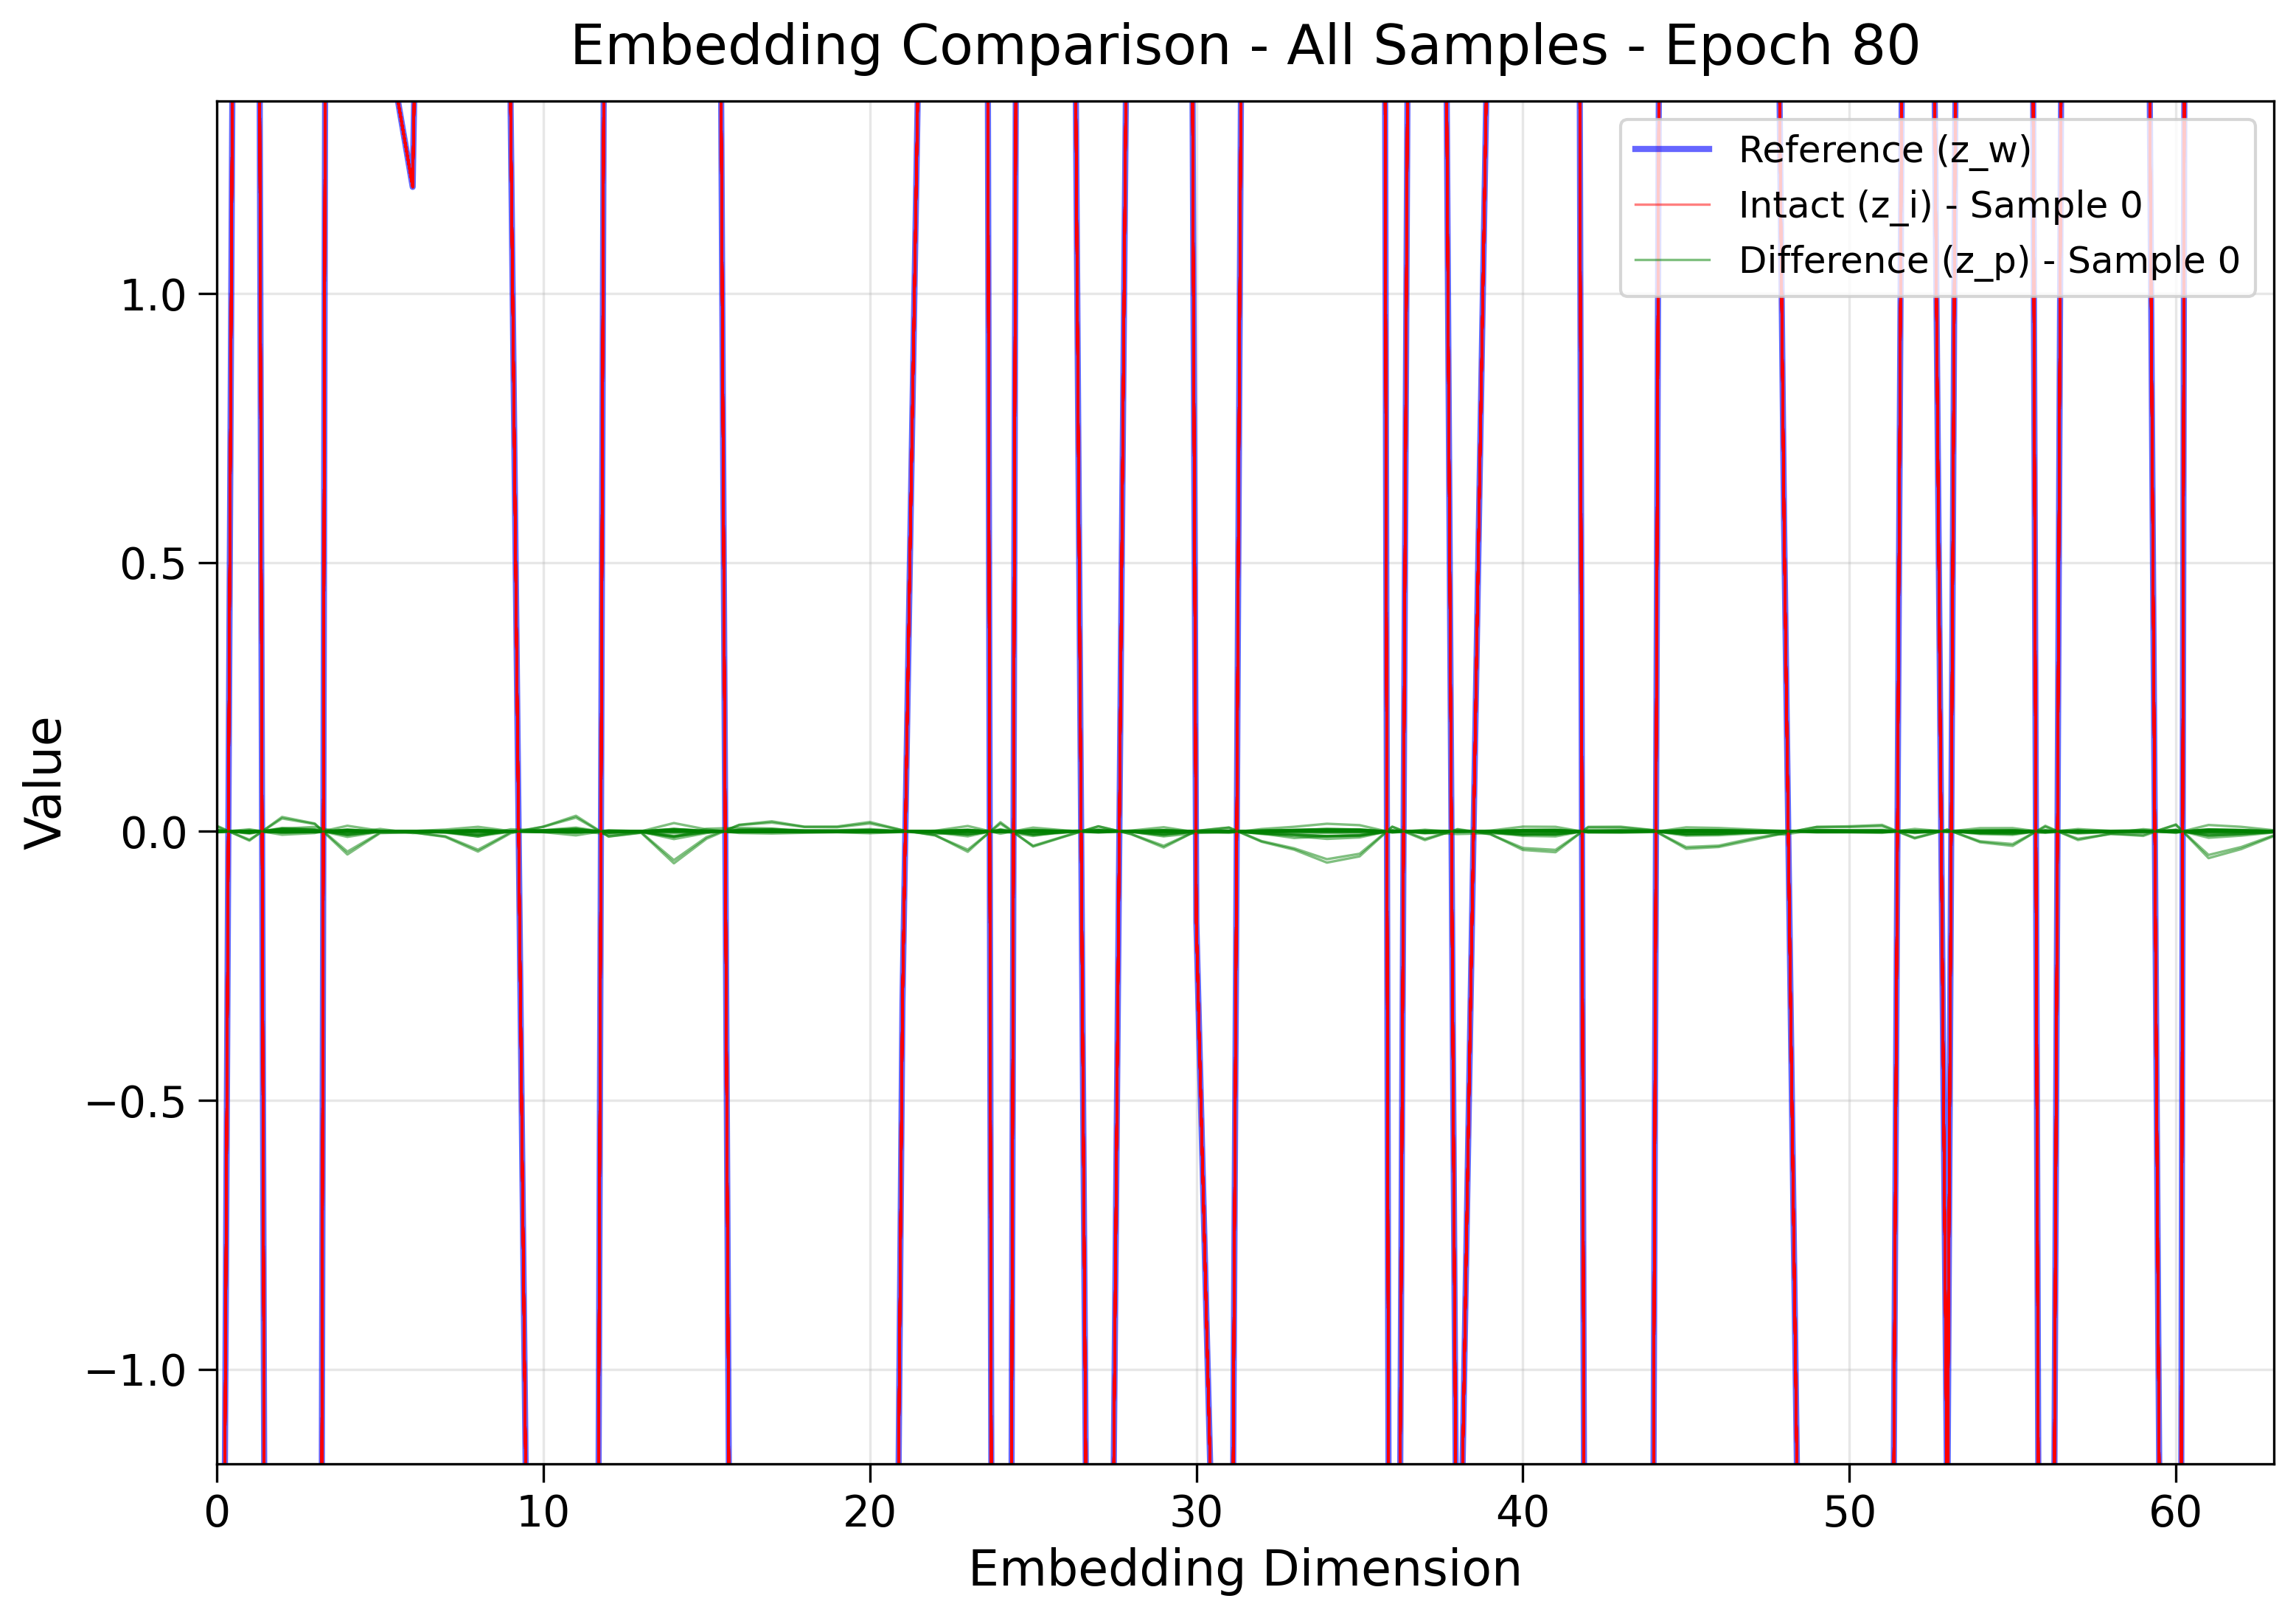 Embedding Comparison - All Samples - Epoch 80
Reference (z_w)
Intact (z_i) - Sample 0
Difference (z_p) - Sample 0
1.0
0.5
0.0
−0.5
−1.0
Value
0 10 20 30 40 50 60
Embedding Dimension